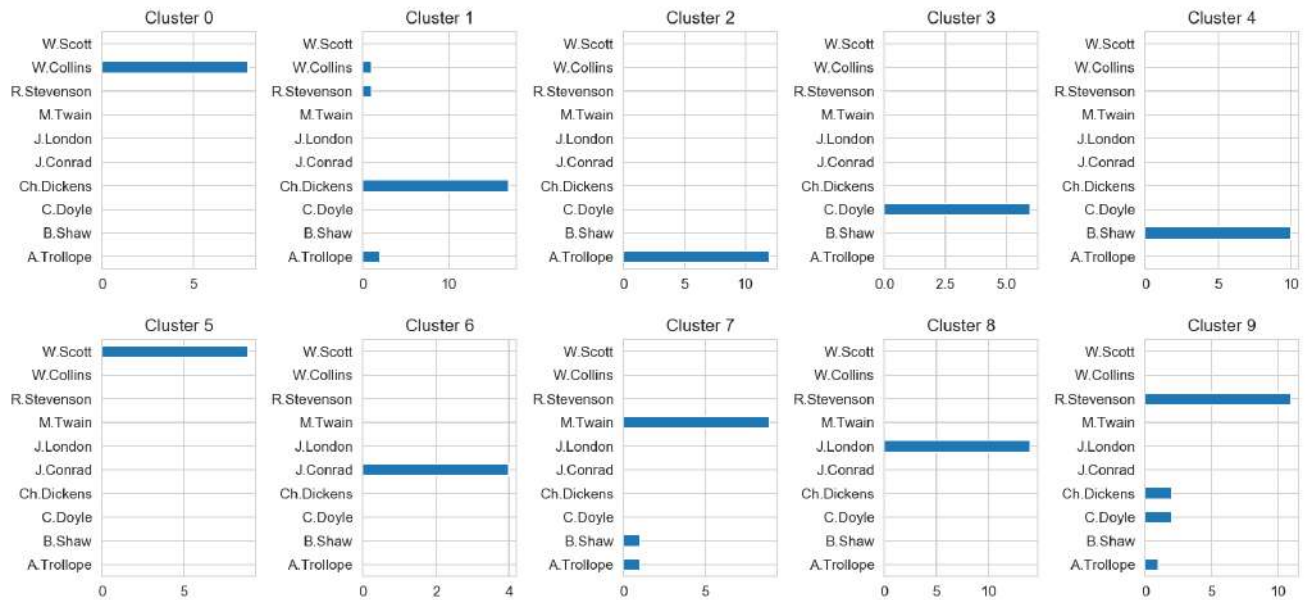 Cluster 0
W.Scott
W.Collins
R.Stevenson
M.Twain
J.London
J.Conrad
Ch.Dickens
C.Doyle
B.Shaw
A.Trollope
0 5
Cluster 1
W.Scott
W.Collins
R.Stevenson
M.Twain
J.London
J.Conrad
Ch.Dickens
C.Doyle
B.Shaw
A.Trollope
0 10
Cluster 2
W.Scott
W.Collins
R.Stevenson
M.Twain
J.London
J.Conrad
Ch.Dickens
C.Doyle
B.Shaw
A.Trollope
0 5 10
Cluster 3
W.Scott
W.Collins
R.Stevenson
M.Twain
J.London
J.Conrad
Ch.Dickens
C.Doyle
B.Shaw
A.Trollope
0.0 2.5 5.0
Cluster 4
W.Scott
W.Collins
R.Stevenson
M.Twain
J.London
J.Conrad
Ch.Dickens
C.Doyle
B.Shaw
A.Trollope
0 5 10
Cluster 5
W.Scott
W.Collins
R.Stevenson
M.Twain
J.London
J.Conrad
Ch.Dickens
C.Doyle
B.Shaw
A.Trollope
0 5
Cluster 6
W.Scott
W.Collins
R.Stevenson
M.Twain
J.London
J.Conrad
Ch.Dickens
C.Doyle
B.Shaw
A.Trollope
0 2 4
Cluster 7
W.Scott
W.Collins
R.Stevenson
M.Twain
J.London
J.Conrad
Ch.Dickens
C.Doyle
B.Shaw
A.Trollope
0 5
Cluster 8
W.Scott
W.Collins
R.Stevenson
M.Twain
J.London
J.Conrad
Ch.Dickens
C.Doyle
B.Shaw
A.Trollope
0 5 10
Cluster 9
W.Scott
W.Collins
R.Stevenson
M.Twain
J.London
J.Conrad
Ch.Dickens
C.Doyle
B.Shaw
A.Trollope
0 5 10